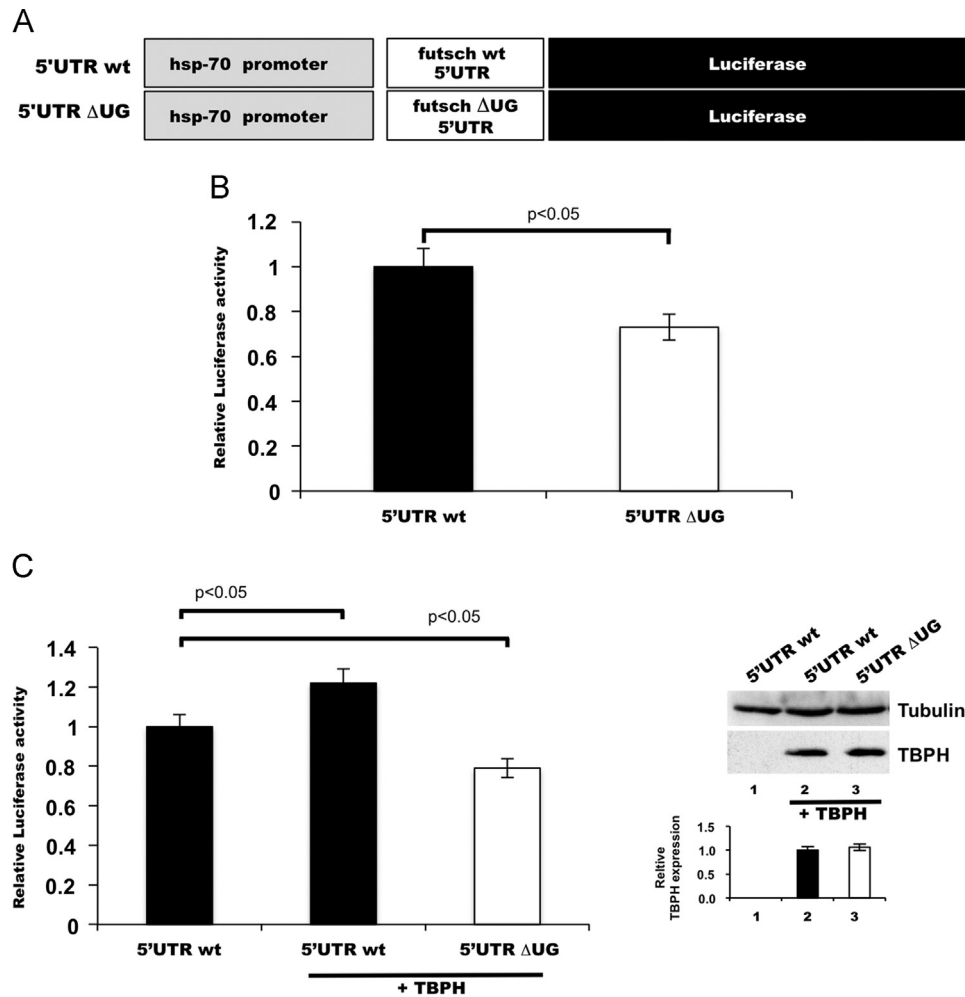 A
5'UTR wt
hsp-70 promoter
futsch wt
5'UTR
Luciferase
5'UTR ΔUG
hsp-70 promoter
futsch ΔUG
5'UTR
Luciferase
B
p<0.05
Relative Luciferase activity
1.2
1
0.8
0.6
0.4
0.2
0
5'UTR wt
5'UTR ΔUG
C
p<0.05
p<0.05
Relative Luciferase activity
1.4
1.2
1.0
0.8
0.6
0.4
0.2
0
5'UTR wt
5'UTR wt
5'UTR ΔUG
+ TBPH
5'UTR wt
5'UTR wt
5'UTR ΔUG
Tubulin
TBPH
1
2
3
+ TBPH
Reltive
TBPH expression
1.5
1.0
0.0
1
2
3